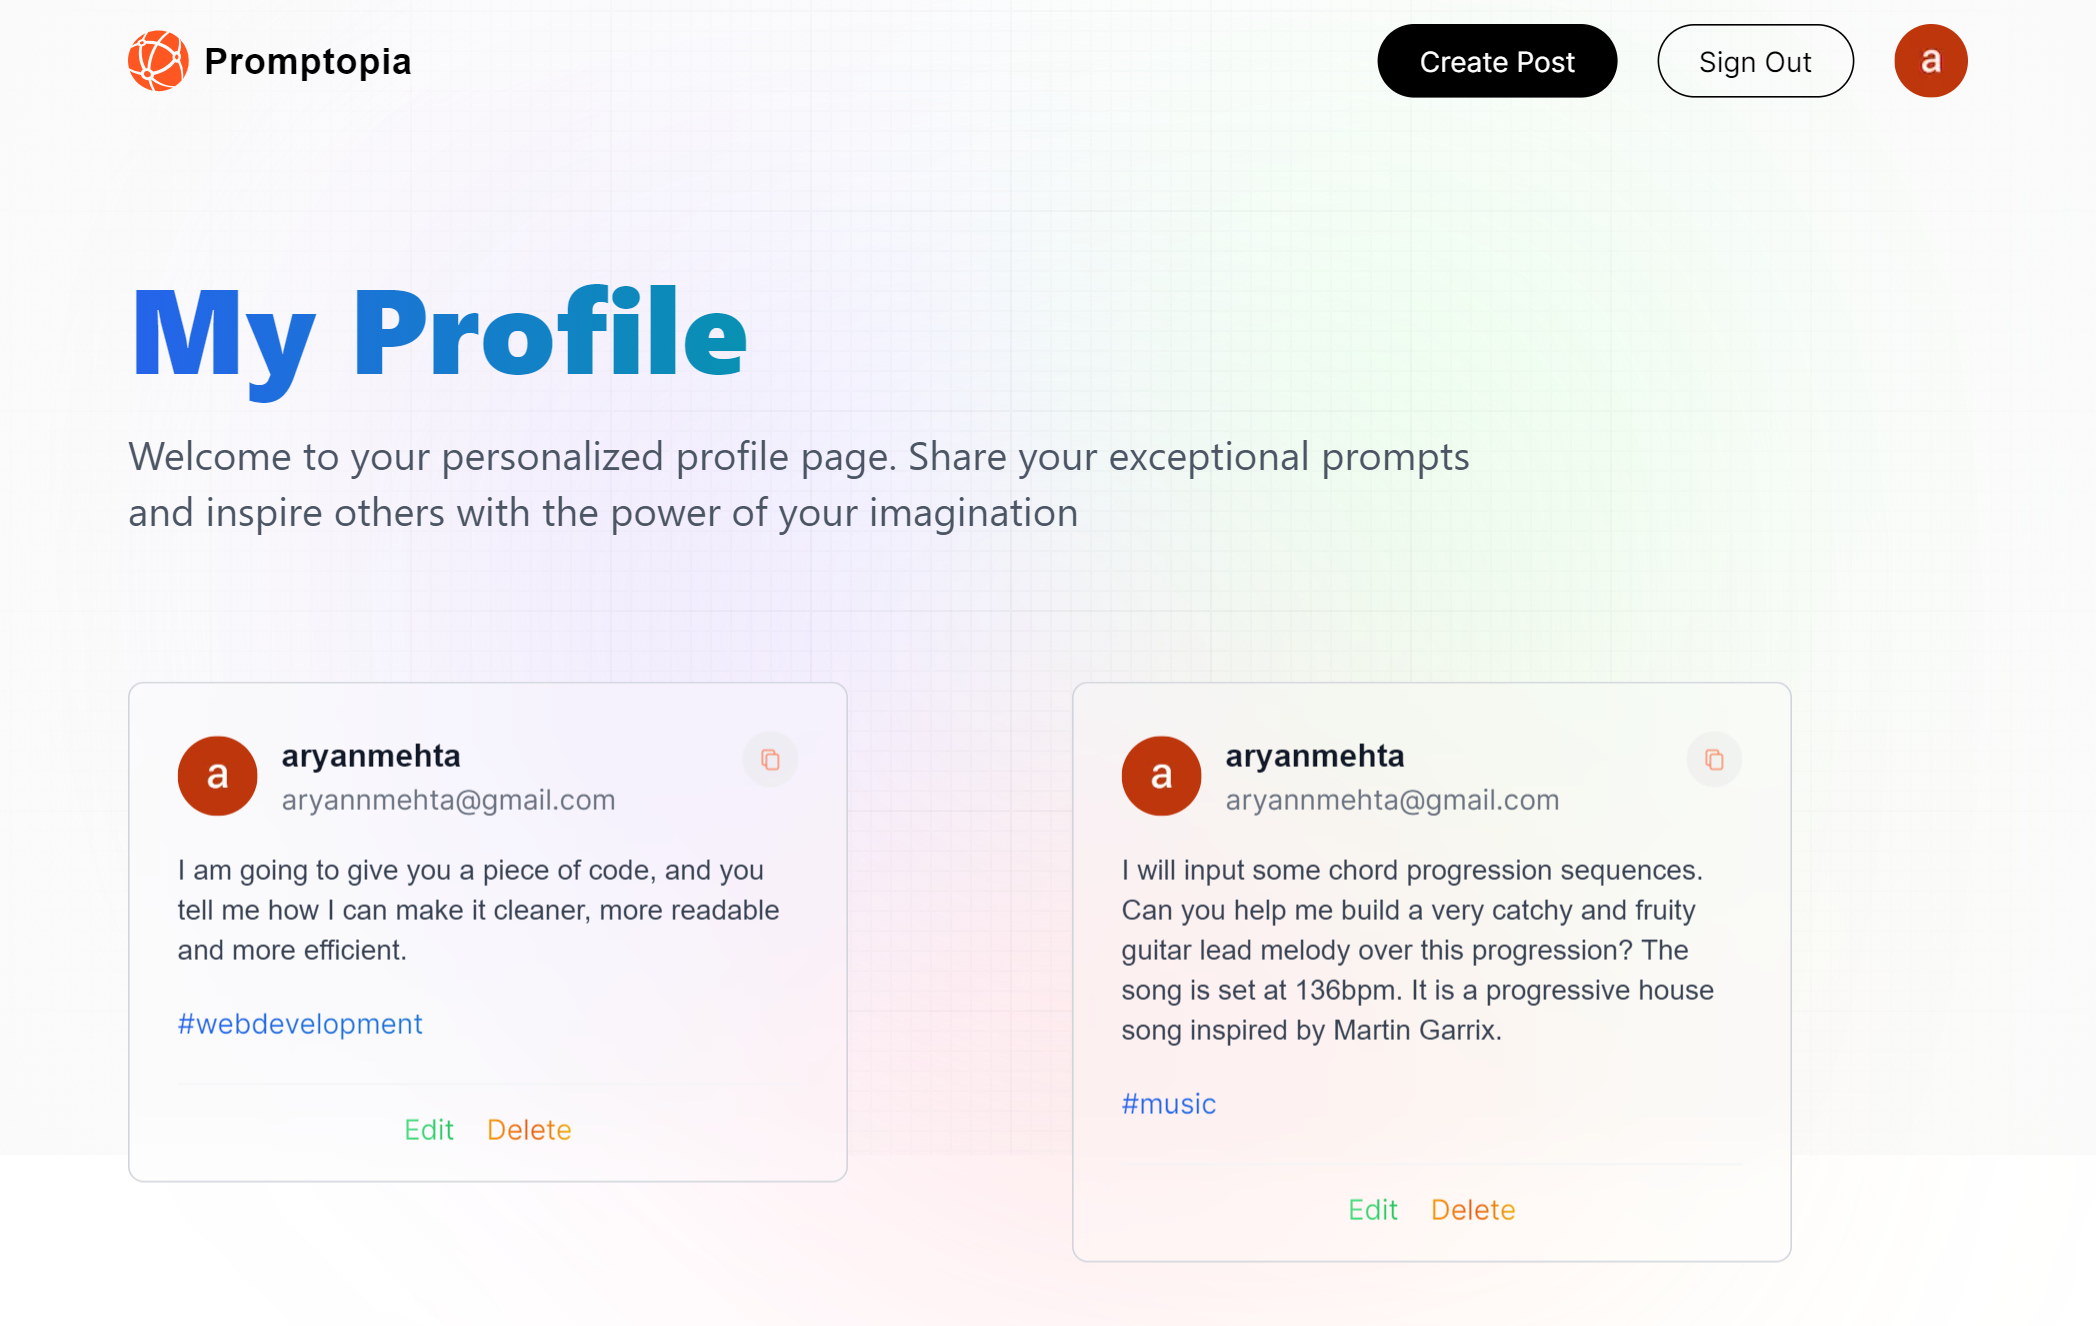 Promptopia
Create Post
Sign Out
a
My Profile
Welcome to your personalized profile page. Share your exceptional prompts
and inspire others with the power of your imagination
a
aryanmehta
aryannmehta@gmail.com
I am going to give you a piece of code, and you
tell me how I can make it cleaner, more readable
and more efficient.
#webdevelopment
Edit
Delete
a
aryanmehta
aryannmehta@gmail.com
I will input some chord progression sequences.
Can you help me build a very catchy and fruity
guitar lead melody over this progression? The
song is set at 136bpm. It is a progressive house
song inspired by Martin Garrix.
#music
Edit
Delete